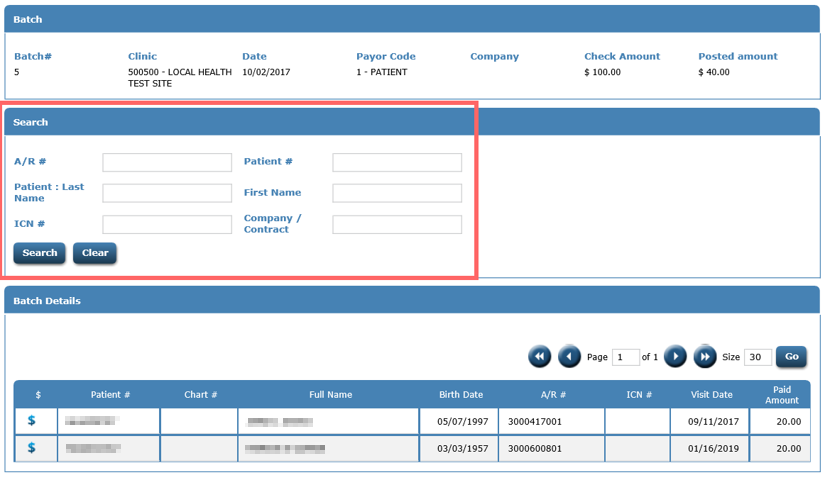 Batch
Batch# Clinic Date Payor Code Company Check Amount Posted amount
5 500500 - LOCAL HEALTH 10/02/2017 1 - PATIENT $ 100.00 $ 40.00
TEST SITE
Search
A/R # Patient #
Patient : Last
Name First Name
ICN # Company /
Contract
Search Clear
Batch Details
Page 1 of 1 Size 30 Go
$ Patient # Chart # Full Name Birth Date A/R # ICN # Visit Date Paid
Amount
$ 05/07/1997 3000417001 09/11/2017 20.00
$ 03/03/1957 3000600801 01/16/2019 20.00